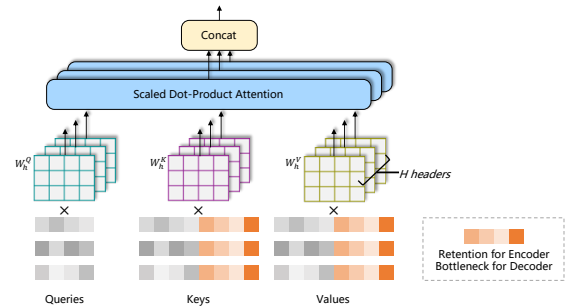 Concat
Scaled Dot-Product Attention
W_h^Q
W_h^K
W_h^V
H headers
×
×
×
Retention for Encoder
Bottleneck for Decoder
Queries
Keys
Values